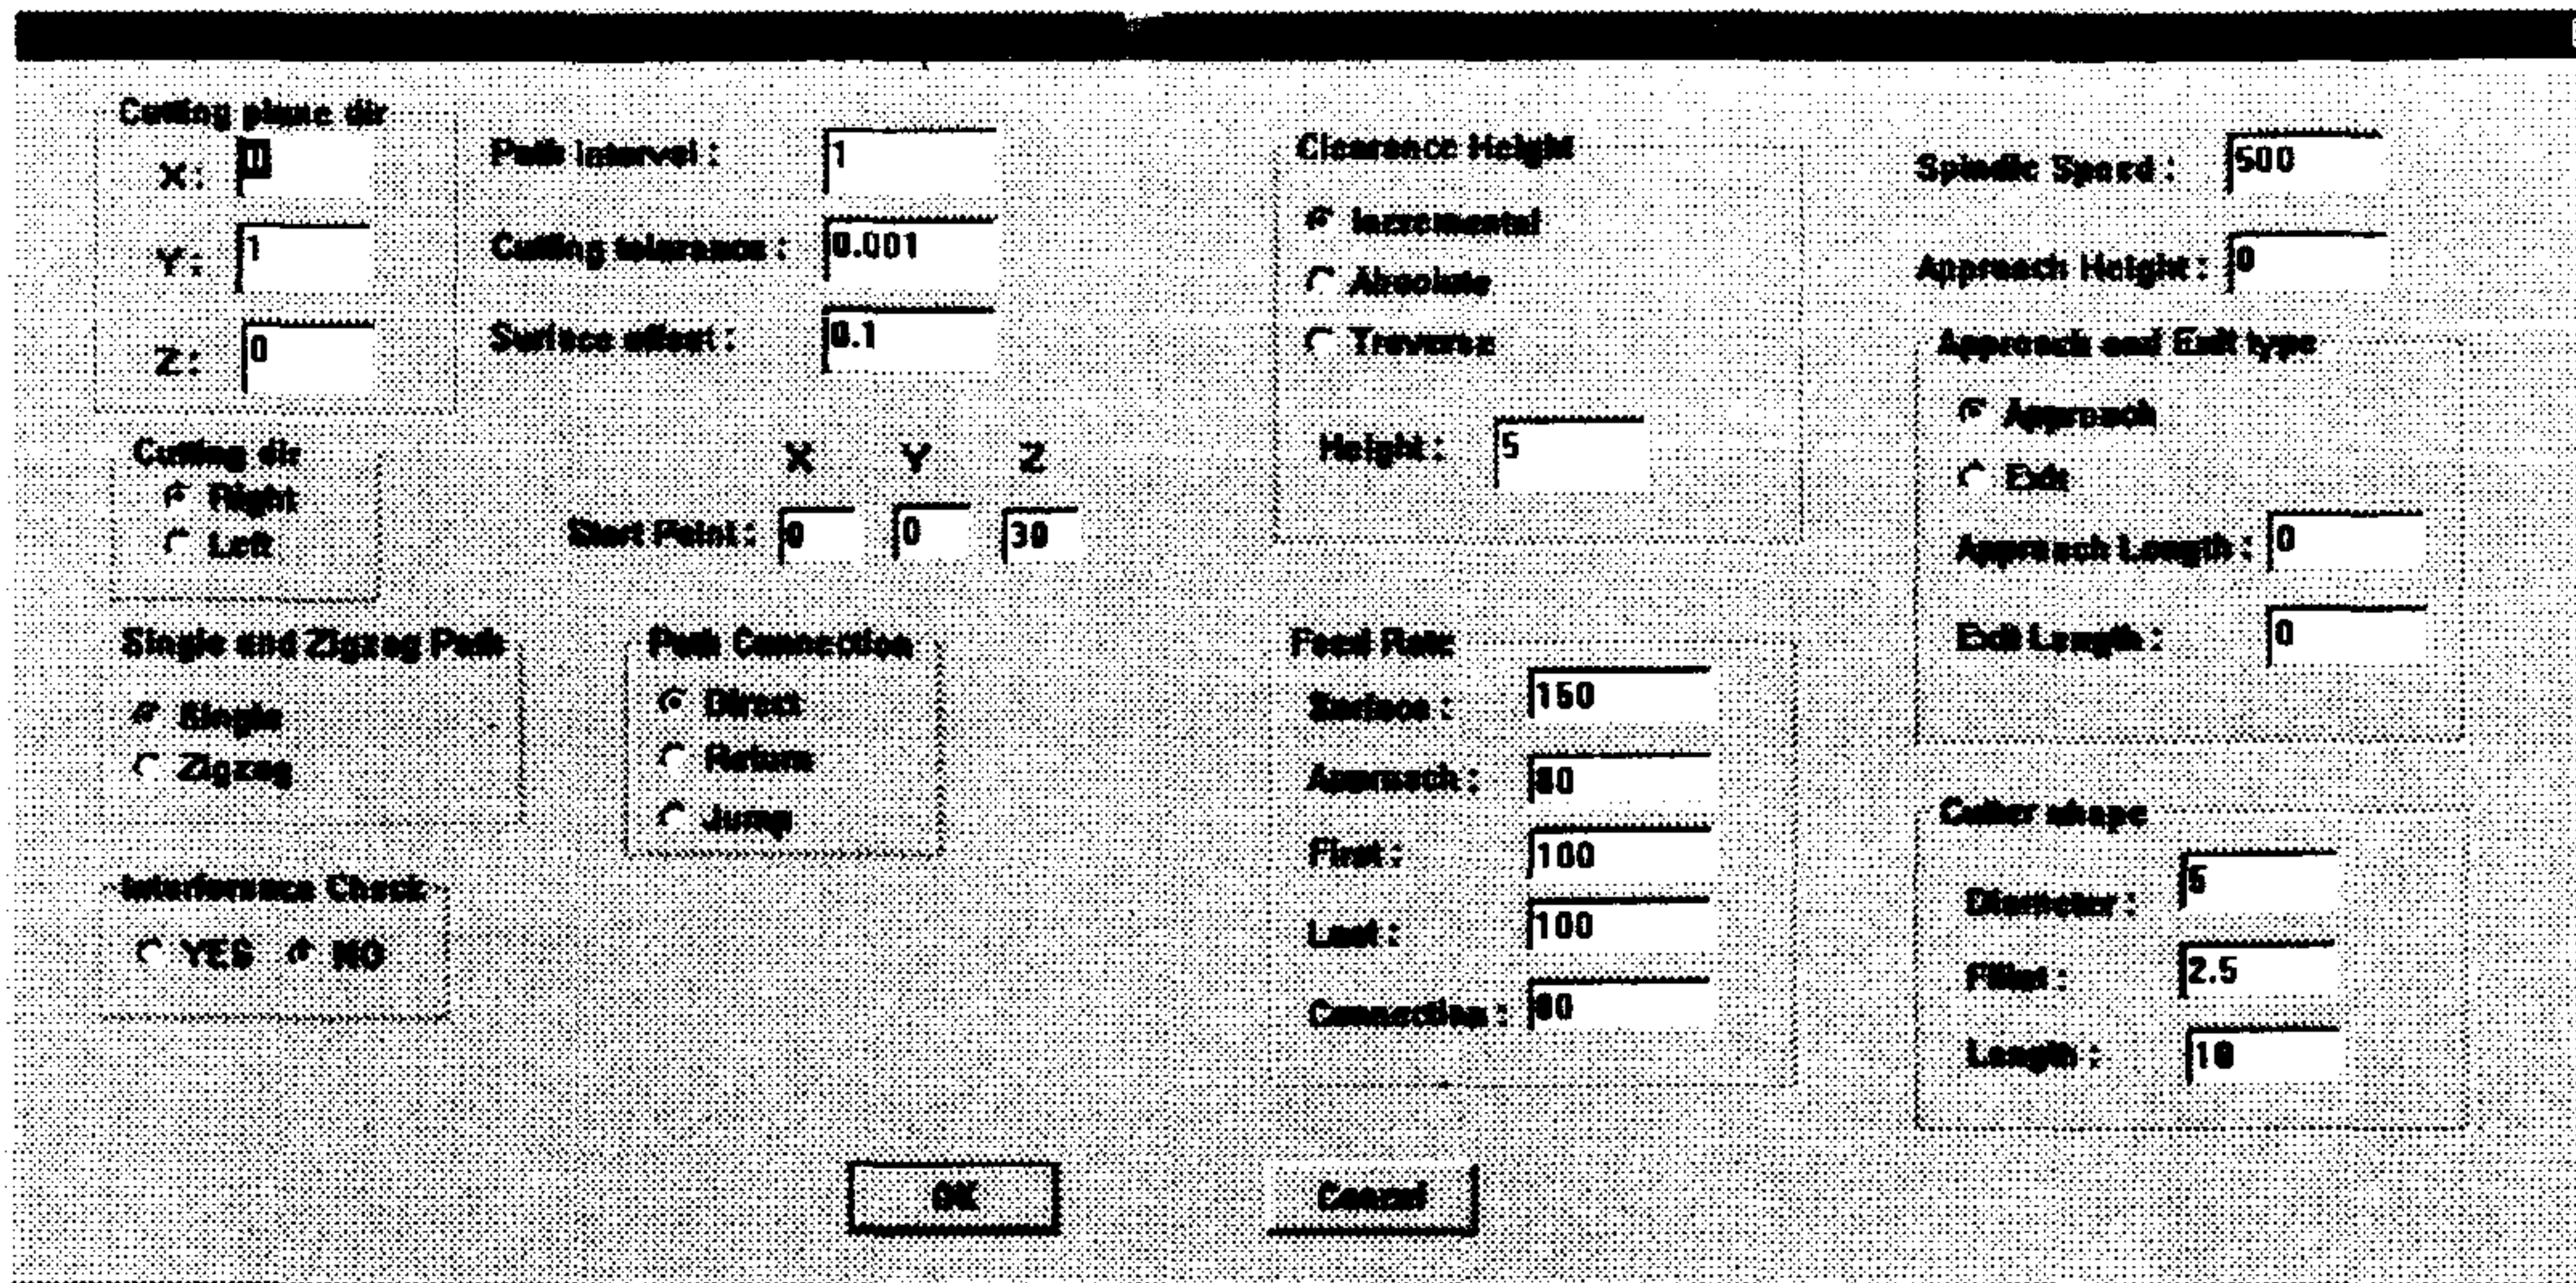 Cutting plane dir
X: 0
Y: 1
Z: 0
Cutting dir
Right
Left
Single and Zigzag Path
Single
Zigzag
Interference Check
YES NO
Path interval : 1
Cutting tolerance : 0.001
Surface offset : 0.1
X Y Z
Start Point : 0 0 30
Path Connection
Direct
Return
Jump
Clearence Height
Incremental
Absolute
Traverse
Height : 5
Feed Rate
Surface : 150
Approach : 80
First : 100
Last : 100
Connection : 80
Spindle Speed : 500
Approach Height : 0
Approach and Exit type
Approach
Exit
Approach Length : 0
Exit Length : 0
Cutter shape
Diameter : 5
Fillet : 2.5
Length : 10
OK
Cancel